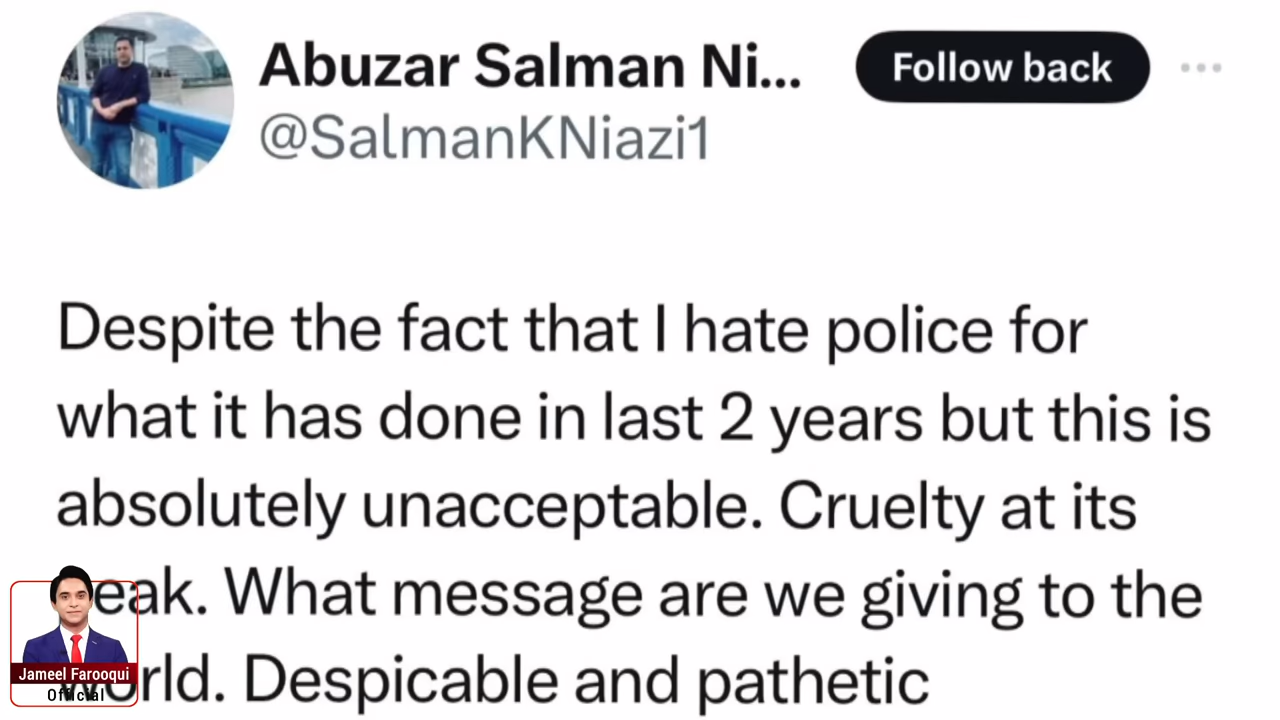 Abuzar Salman Ni...
Follow back
@SalmanKNiazi1
Despite the fact that I hate police for
what it has done in last 2 years but this is
absolutely unacceptable. Cruelty at its
eak. What message are we giving to the
world. Despicable and pathetic
Jameel Farooqui
Official